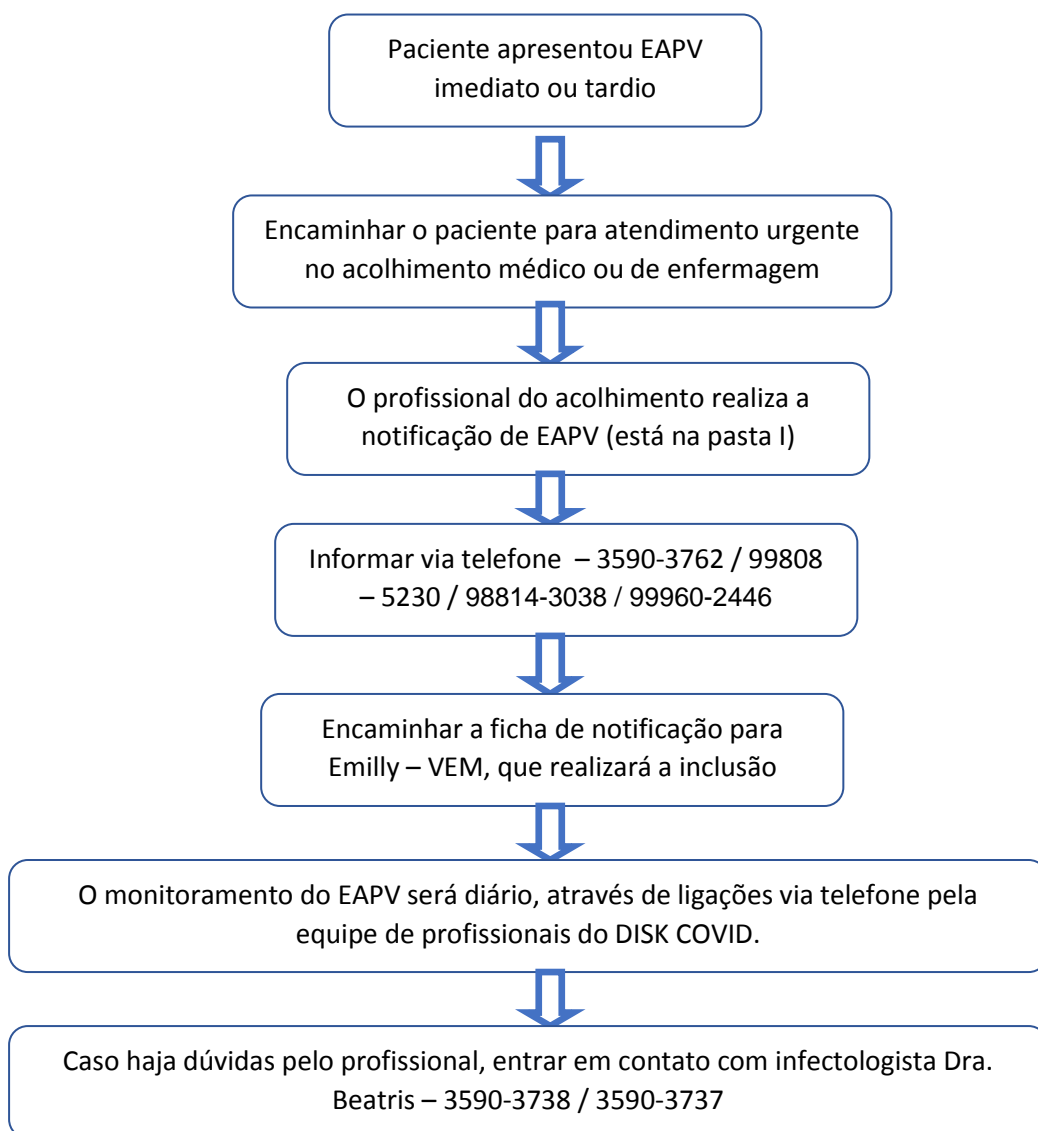 Paciente apresentou EAPV
imediato ou tardio
Encaminhar o paciente para atendimento urgente
no acolhimento médico ou de enfermagem
O profissional do acolhimento realiza a
notificação de EAPV (está na pasta I)
Informar via telefone – 3590-3762 / 99808
– 5230 / 98814-3038 / 99960-2446
Encaminhar a ficha de notificação para
Emilly – VEM, que realizará a inclusão
O monitoramento do EAPV será diário, através de ligações via telefone pela
equipe de profissionais do DISK COVID.
Caso haja dúvidas pelo profissional, entrar em contato com infectologista Dra.
Beatris – 3590-3738 / 3590-3737